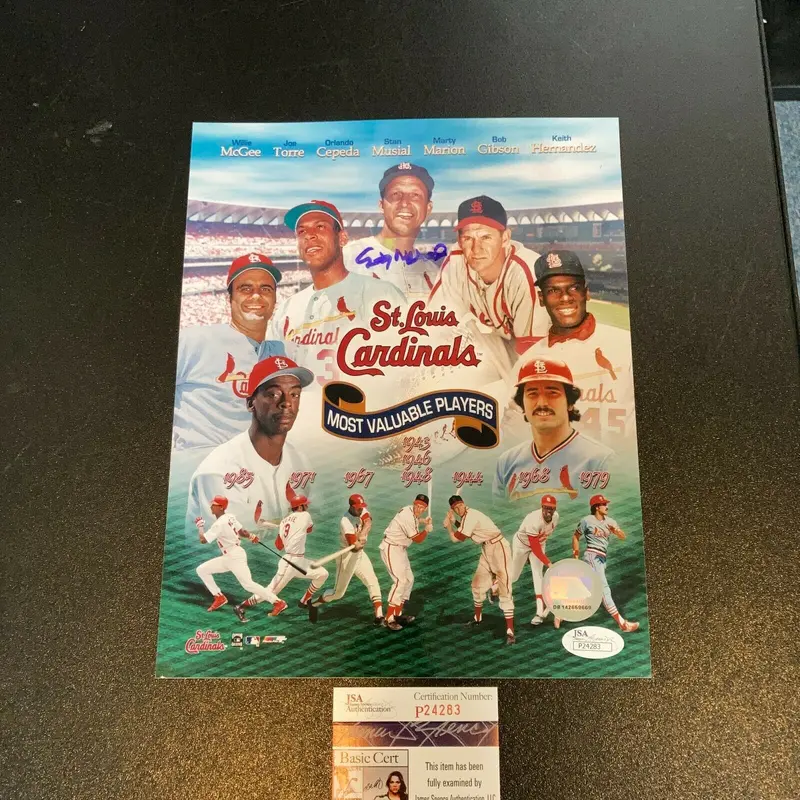 Willie Joe Orlando Stan Marty Bob Keith
McGee Torre Cepeda Musial Marion Gibson Hernandez
St. Louis
Cardinals
MOST VALUABLE PLAYERS
1943
1946
1985 1971 1967 1948 1944 1968 1979
St. Louis
Cardinals
JSA
P24283
JSA
Authentication
Certification Number:
P24283
Basic Cert
This item has been
fully examined by
James Spence Authentication, LLC